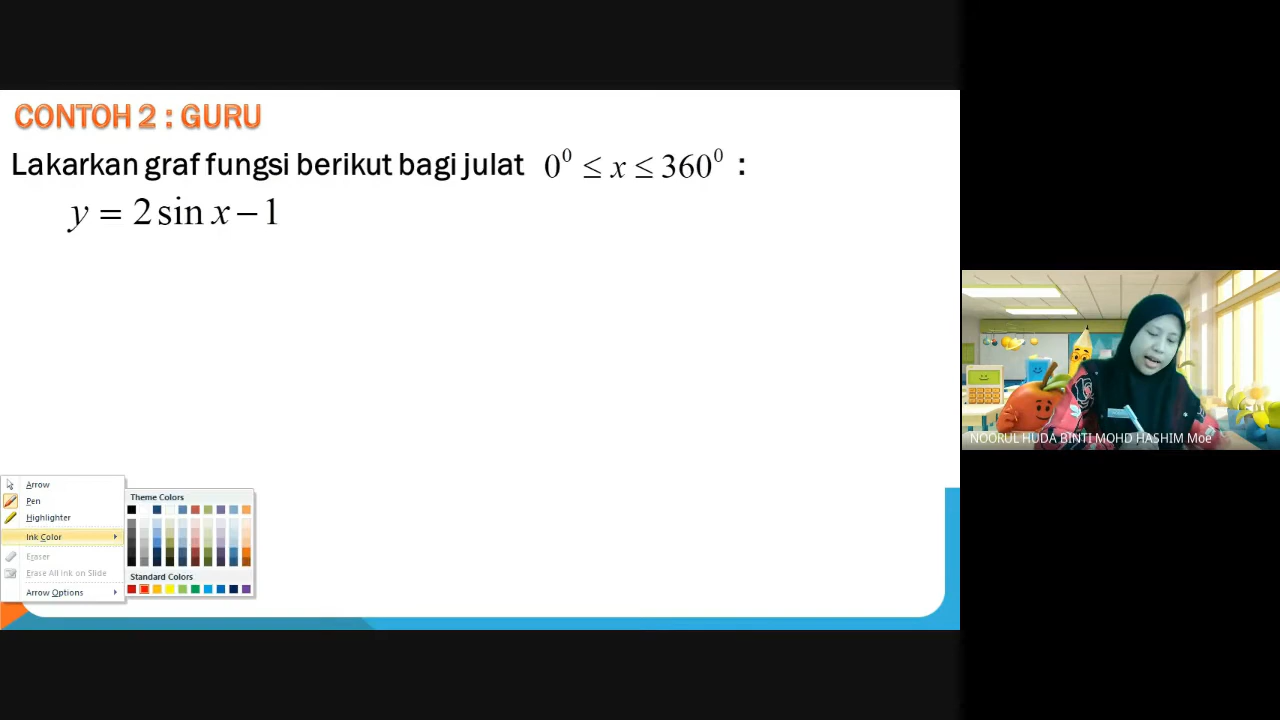 CONTOH 2 : GURU
Lakarkan graf fungsi berikut bagi julat 0⁰ ≤ x ≤ 360⁰ :
y = 2 sin x − 1
Arrow
Pen
Highlighter
Ink Color
Eraser
Erase All Ink on Slide
Arrow Options
Theme Colors
Standard Colors
NOORUL HUDA BINTI MOHD HASHIM Moe